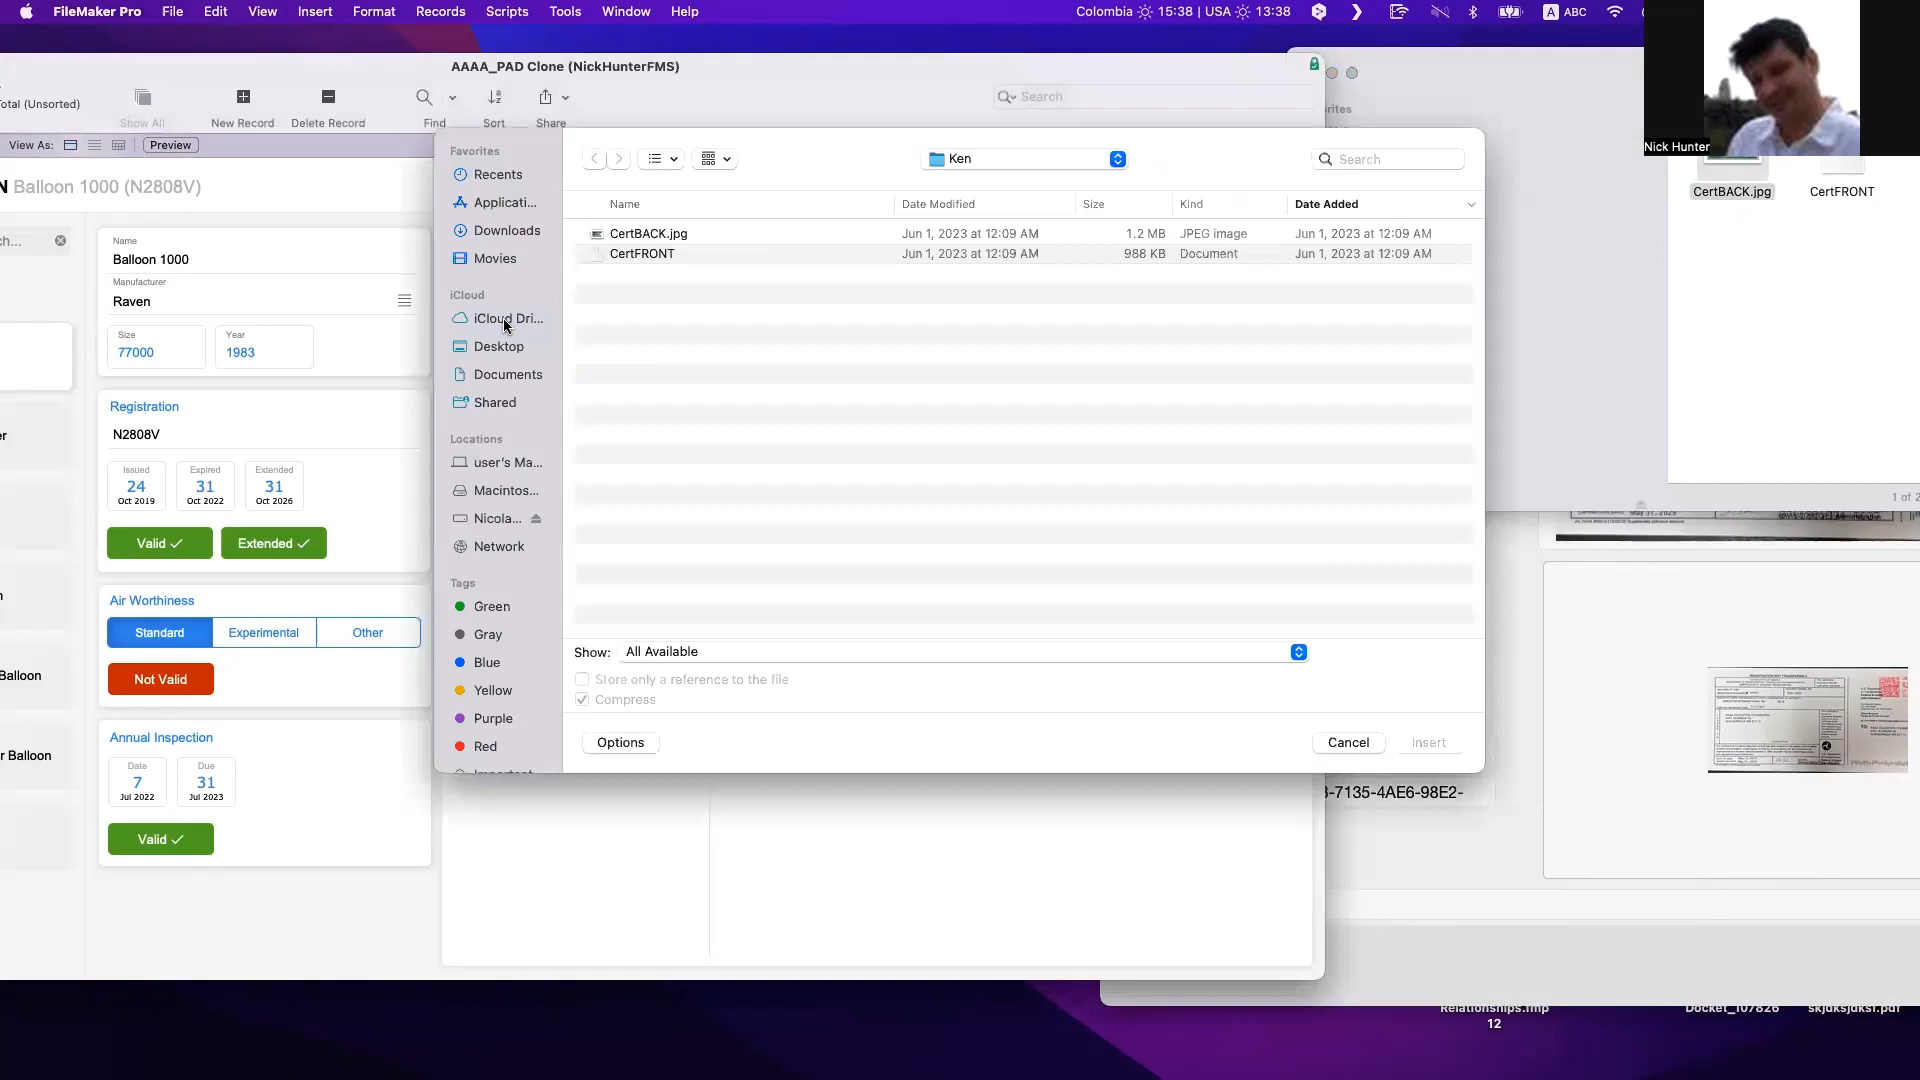 FileMaker Pro File Edit View Insert Format Records Scripts Tools Window Help
Colombia 15:38 | USA 13:38 A ABC
AAAA_PAD Clone (NickHunterFMS)
Total (Unsorted)
Show All New Record Delete Record Find Sort Share
Search
View As: Preview
N Balloon 1000 (N2808V)
ch...
Name
Balloon 1000
Manufacturer
Raven
Size
77000
Year
1983
Registration
N2808V
Issued
24
Oct 2019
Expired
31
Oct 2022
Extended
31
Oct 2026
Valid ✓ Extended ✓
Air Worthiness
Standard Experimental Other
Not Valid
Annual Inspection
Date
7
Jul 2022
Due
31
Jul 2023
Valid ✓
Balloon
r Balloon
Favorites
Recents
Applicati...
Downloads
Movies
iCloud
iCloud Dri...
Desktop
Documents
Shared
Locations
user's Ma...
Macintos...
Nicola...
Network
Tags
Green
Gray
Blue
Yellow
Purple
Red
Important
Ken
Search
Name Date Modified Size Kind Date Added
CertBACK.jpg Jun 1, 2023 at 12:09 AM 1.2 MB JPEG image Jun 1, 2023 at 12:09 AM
CertFRONT Jun 1, 2023 at 12:09 AM 988 KB Document Jun 1, 2023 at 12:09 AM
Show: All Available
Store only a reference to the file
Compress
Options Cancel Insert
rites
Nick Hunter
CertBACK.jpg CertFRONT
1 of 2
-7135-4AE6-98E2-
Relationships.fmp
12
Docket_107826
skjdksjdksf.pdf